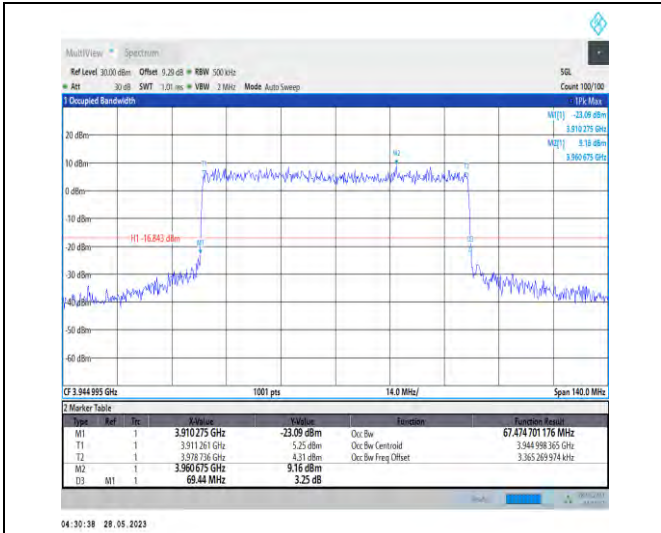 MultiView Spectrum
Ref Level 30.00 dBm Offset 9.29 dB RBW 500 kHz SGL
Att 30 dB SWT 1.01 ms VBW 2 MHz Mode Auto Sweep Count 100/100
1 Occupied Bandwidth 1Pk Max
M1[1] -23.09 dBm
3.910 275 GHz
M2[1] 9.16 dBm
3.960 675 GHz
20 dBm
M2
10 dBm
T1 T2
0 dBm
-10 dBm
H1 -16.843 dBm
M1 D3
-20 dBm
-30 dBm
-40 dBm
-50 dBm
-60 dBm
CF 3.944 995 GHz 1001 pts 14.0 MHz/ Span 140.0 MHz
2 Marker Table
Type Ref Trc X-Value Y-Value Function Function Result
M1 1 3.910 275 GHz -23.09 dBm Occ Bw 67.474 701 176 MHz
T1 1 3.911 261 GHz 5.25 dBm Occ Bw Centroid 3.944 998 365 GHz
T2 1 3.978 736 GHz 4.31 dBm Occ Bw Freq Offset 3.365 269 974 kHz
M2 1 3.960 675 GHz 9.16 dBm
D3 M1 1 69.44 MHz 3.25 dB
04:30:38 28.05.2023